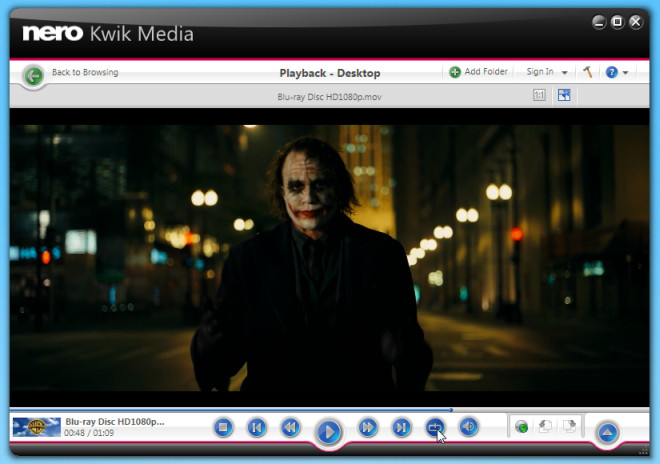 nero Kwik Media
Back to Browsing
Playback - Desktop
Add Folder
Sign In
?
Blu-ray Disc HD1080p.mov
1:1
Blu-ray Disc HD1080p...
00:48 / 01:09